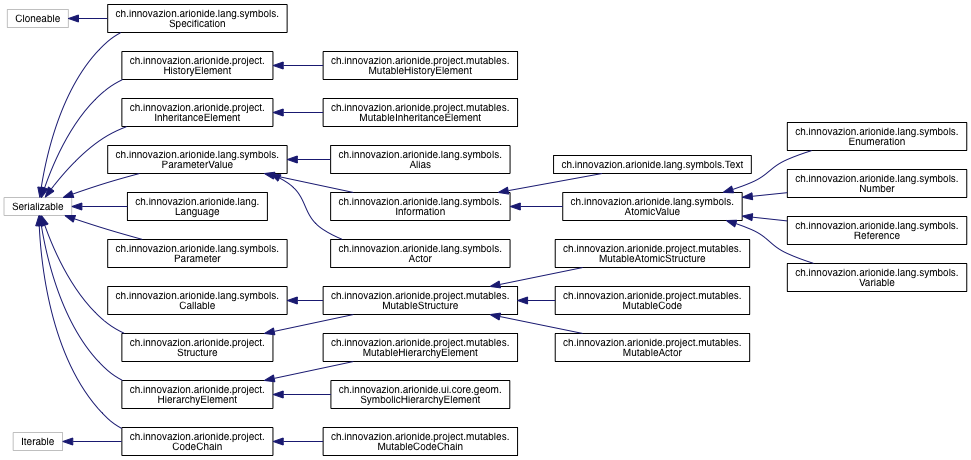 Cloneable
ch.innovazion.arionide.lang.symbols.
Specification
ch.innovazion.arionide.project.
HistoryElement
ch.innovazion.arionide.project.mutables.
MutableHistoryElement
ch.innovazion.arionide.project.
InheritanceElement
ch.innovazion.arionide.project.mutables.
MutableInheritanceElement
ch.innovazion.arionide.lang.symbols.
ParameterValue
ch.innovazion.arionide.lang.symbols.
Alias
ch.innovazion.arionide.lang.symbols.Text
ch.innovazion.arionide.lang.symbols.
Enumeration
ch.innovazion.arionide.lang.symbols.
Number
Serializable
ch.innovazion.arionide.lang.
Language
ch.innovazion.arionide.lang.symbols.
Information
ch.innovazion.arionide.lang.symbols.
AtomicValue
ch.innovazion.arionide.lang.symbols.
Reference
ch.innovazion.arionide.lang.symbols.
Parameter
ch.innovazion.arionide.lang.symbols.
Actor
ch.innovazion.arionide.project.mutables.
MutableAtomicStructure
ch.innovazion.arionide.lang.symbols.
Variable
ch.innovazion.arionide.lang.symbols.
Callable
ch.innovazion.arionide.project.mutables.
MutableStructure
ch.innovazion.arionide.project.mutables.
MutableCode
ch.innovazion.arionide.project.
Structure
ch.innovazion.arionide.project.mutables.
MutableHierarchyElement
ch.innovazion.arionide.project.mutables.
MutableActor
ch.innovazion.arionide.project.
HierarchyElement
ch.innovazion.arionide.ui.core.geom.
SymbolicHierarchyElement
Iterable
ch.innovazion.arionide.project.
CodeChain
ch.innovazion.arionide.project.mutables.
MutableCodeChain